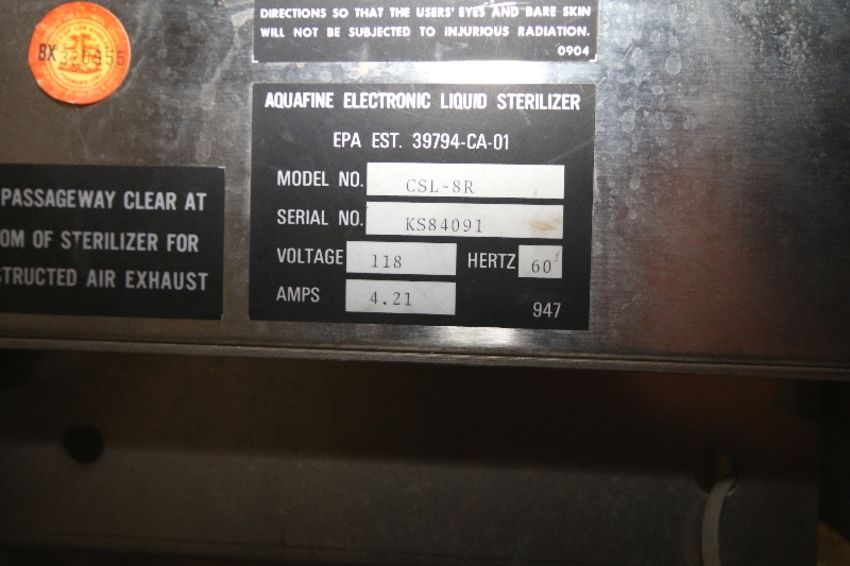 DIRECTIONS SO THAT THE USERS' EYES AND BARE SKIN
WILL NOT BE SUBJECTED TO INJURIOUS RADIATION.
0904
BX
AQUAFINE ELECTRONIC LIQUID STERILIZER
EPA EST. 39794-CA-01
MODEL NO. CSL-8R
SERIAL NO. KS84091
VOLTAGE 118 HERTZ 60
AMPS 4.21
947
PASSAGEWAY CLEAR AT
OM OF STERILIZER FOR
STRUCTED AIR EXHAUST